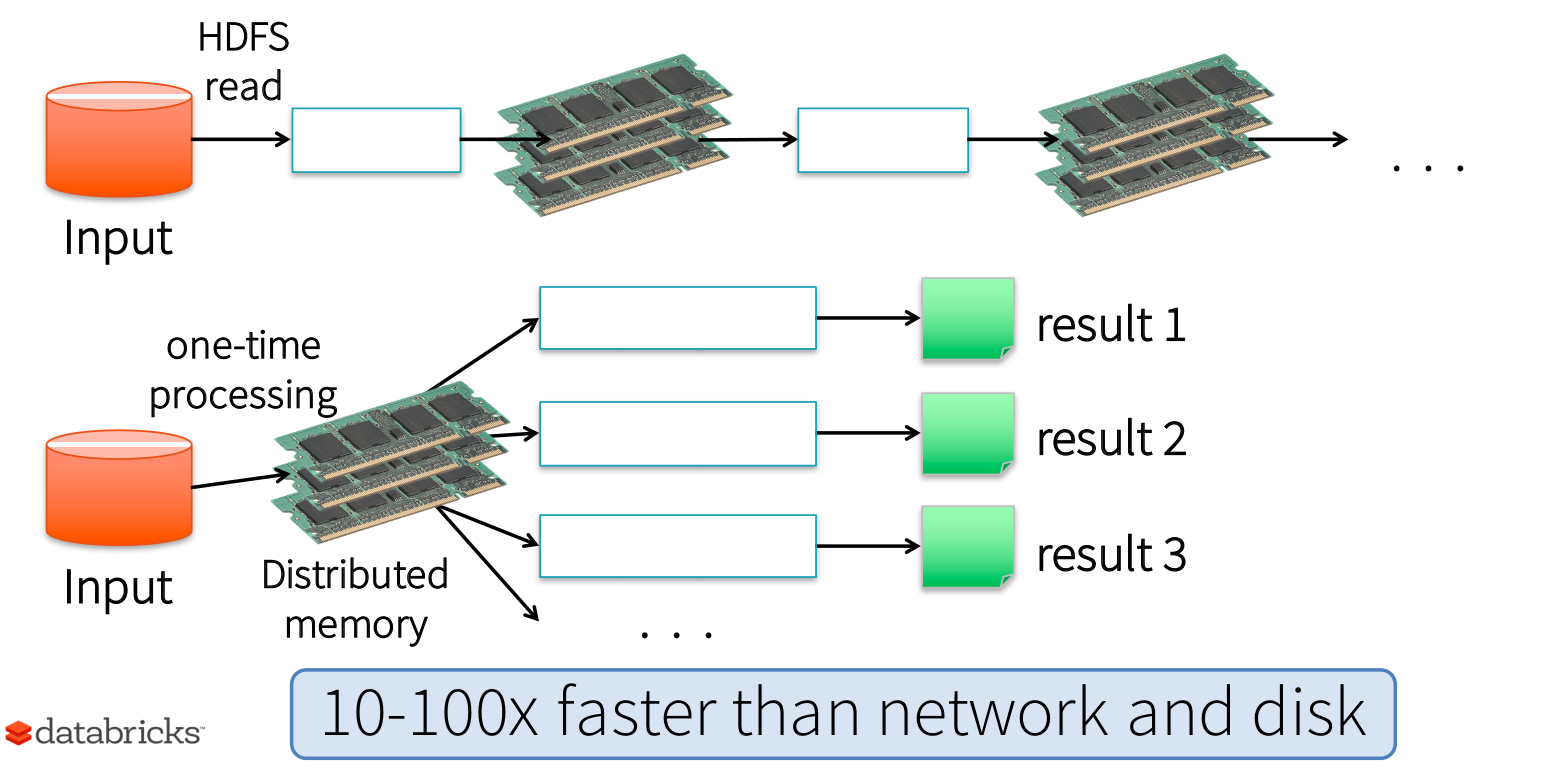 HDFS
read
Input
. . .
one-time
processing
Input
Distributed
memory
result 1
result 2
result 3
. . .
10-100x faster than network and disk
databricks™